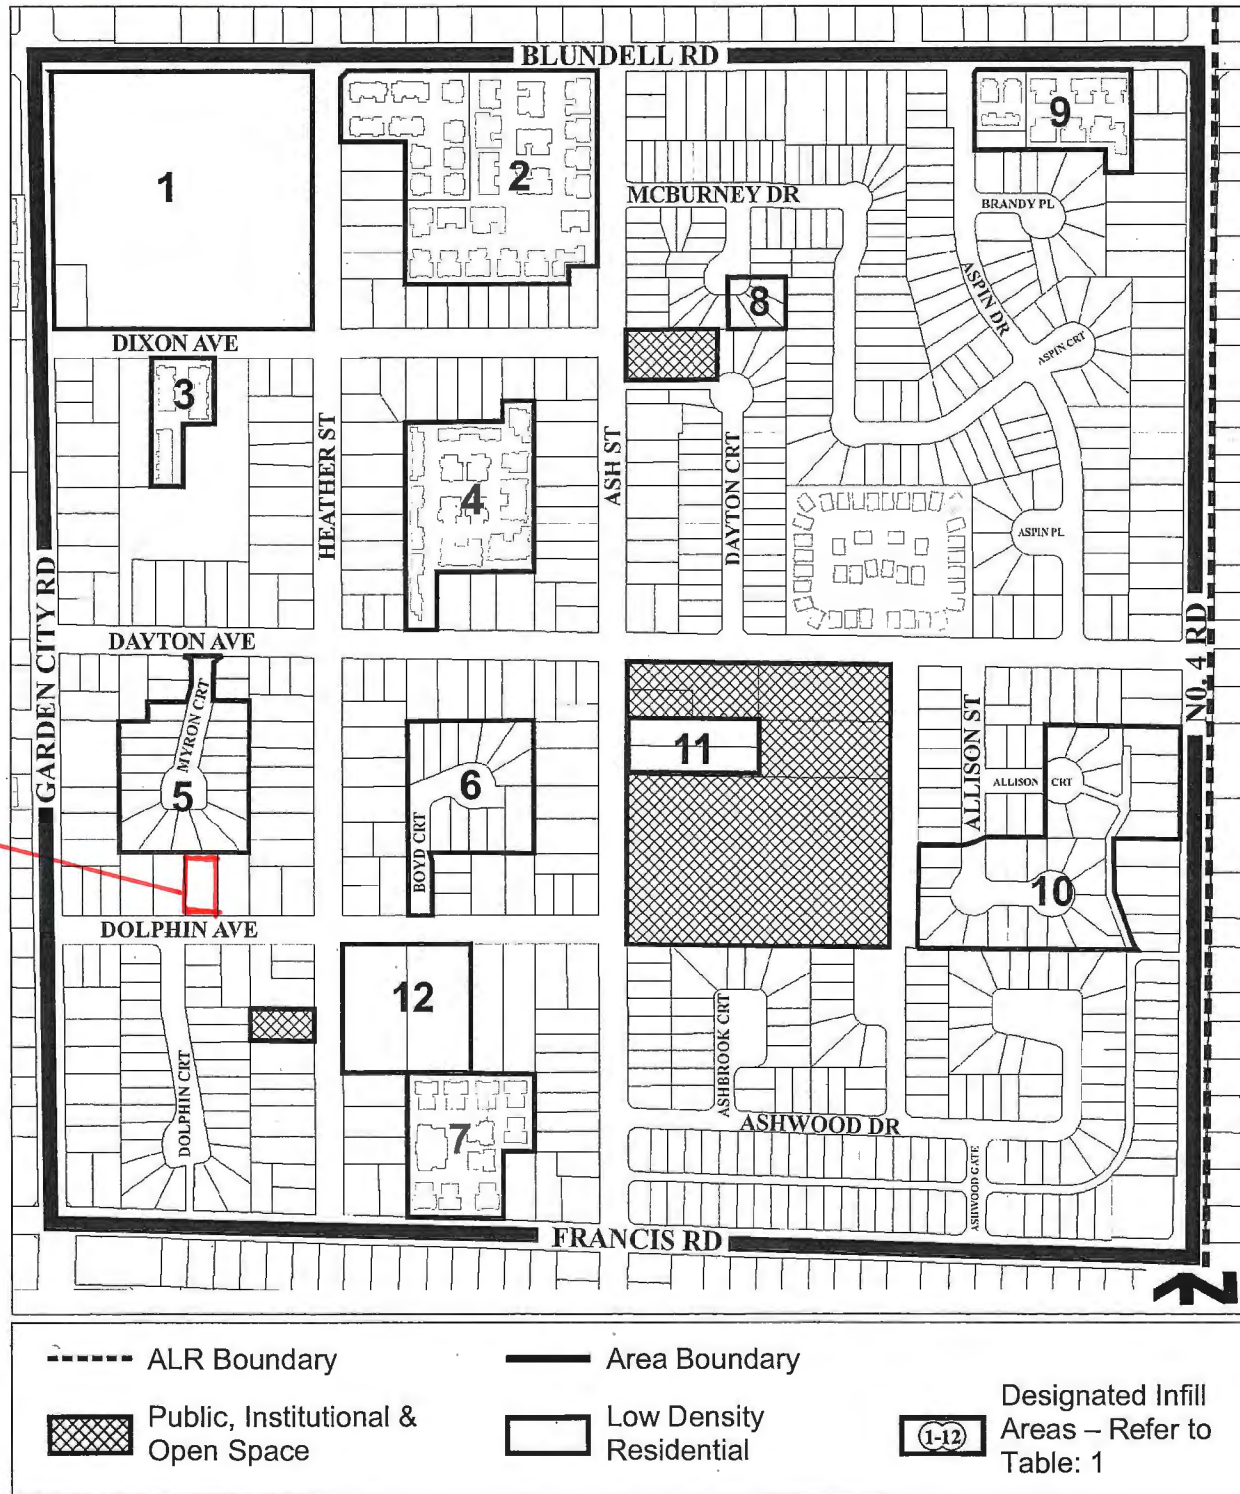 BLUNDELL RD
1
2
9
MCBURNEY DR
BRANDY PL
8
ASPIN DR
DIXON AVE
ASPIN CRT
3
HEATHER ST
ASH ST
DAYTON CRT
4
ASPIN PL
GARDEN CITY RD
DAYTON AVE
NO. 4 RD
MYRON CRT
ALLISON ST
11
6
ALLISON CRT
5
BOYD CRT
10
DOLPHIN AVE
12
ASHBROOK CRT
DOLPHIN CRT
7
ASHWOOD DR
ASHWOOD GATE
FRANCIS RD
N
ALR Boundary
Area Boundary
Public, Institutional &
Open Space
Low Density
Residential
1-12
Designated Infill
Areas – Refer to
Table: 1